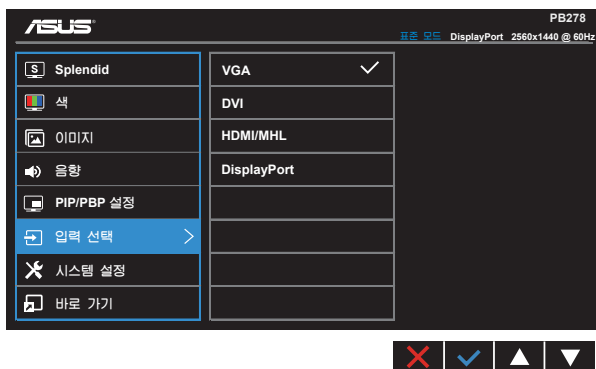 ASUS
PB278
표준 모드 DisplayPort 2560x1440 @ 60Hz
S Splendid
색
이미지
음향
PIP/PBP 설정
입력 선택
시스템 설정
바로 가기
VGA
DVI
HDMI/MHL
DisplayPort